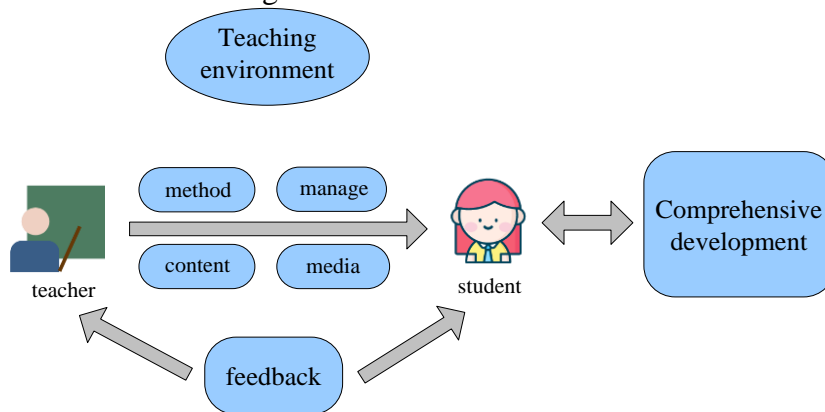 Teaching
environment
method
manage
content
media
teacher
student
Comprehensive
development
feedback